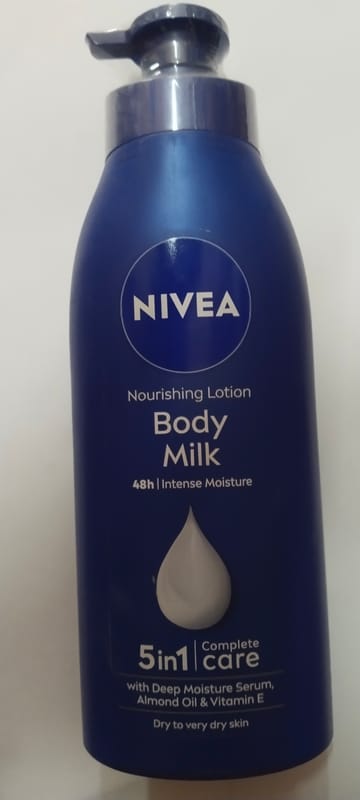 NIVEA
Nourishing Lotion
Body
Milk
48h | Intense Moisture
5in1 | Complete care
with Deep Moisture Serum,
Almond Oil & Vitamin E
Dry to very dry skin